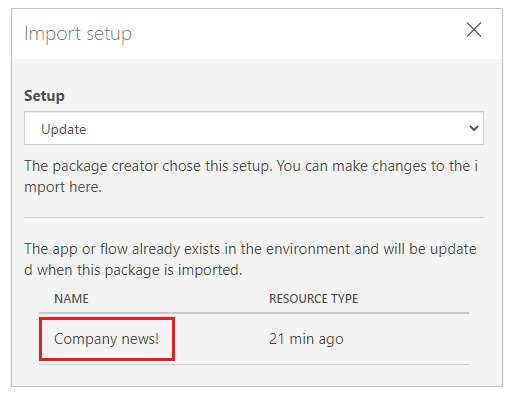 Import setup
Setup
Update
The package creator chose this setup. You can make changes to the i
mport here.
The app or flow already exists in the environment and will be update
d when this package is imported.
NAME RESOURCE TYPE
Company news! 21 min ago